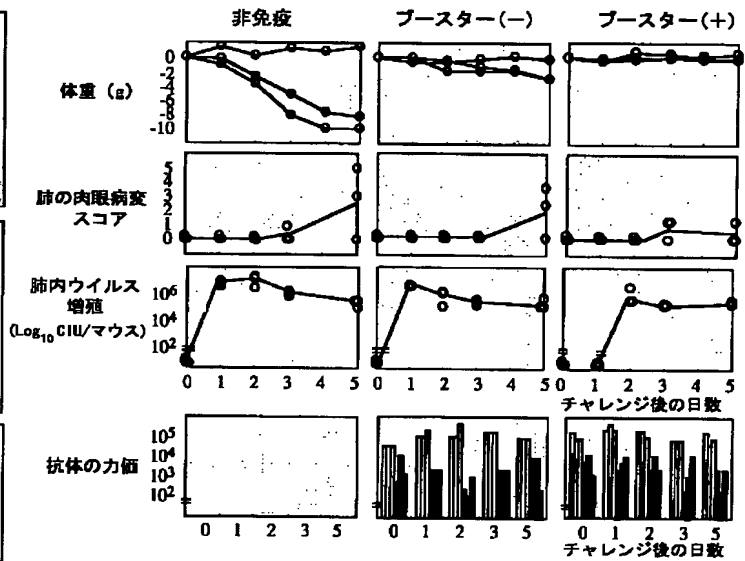 非免疫 ブースター(−) ブースター(+)
体重 (g)
0
-2
-4
-6
-8
-10
肺の肉眼病変
スコア
5
4
3
2
1
0
肺内ウイルス
増殖
(Log10 CIU/マウス)
10^6
10^4
10^2
0 1 2 3 4 5 0 1 2 3 4 5 0 1 2 3 4 5
チャレンジ後の日数
抗体の力価
10^5
10^4
10^3
10^2
0 1 2 3 5 0 1 2 3 5 0 1 2 3 5
チャレンジ後の日数